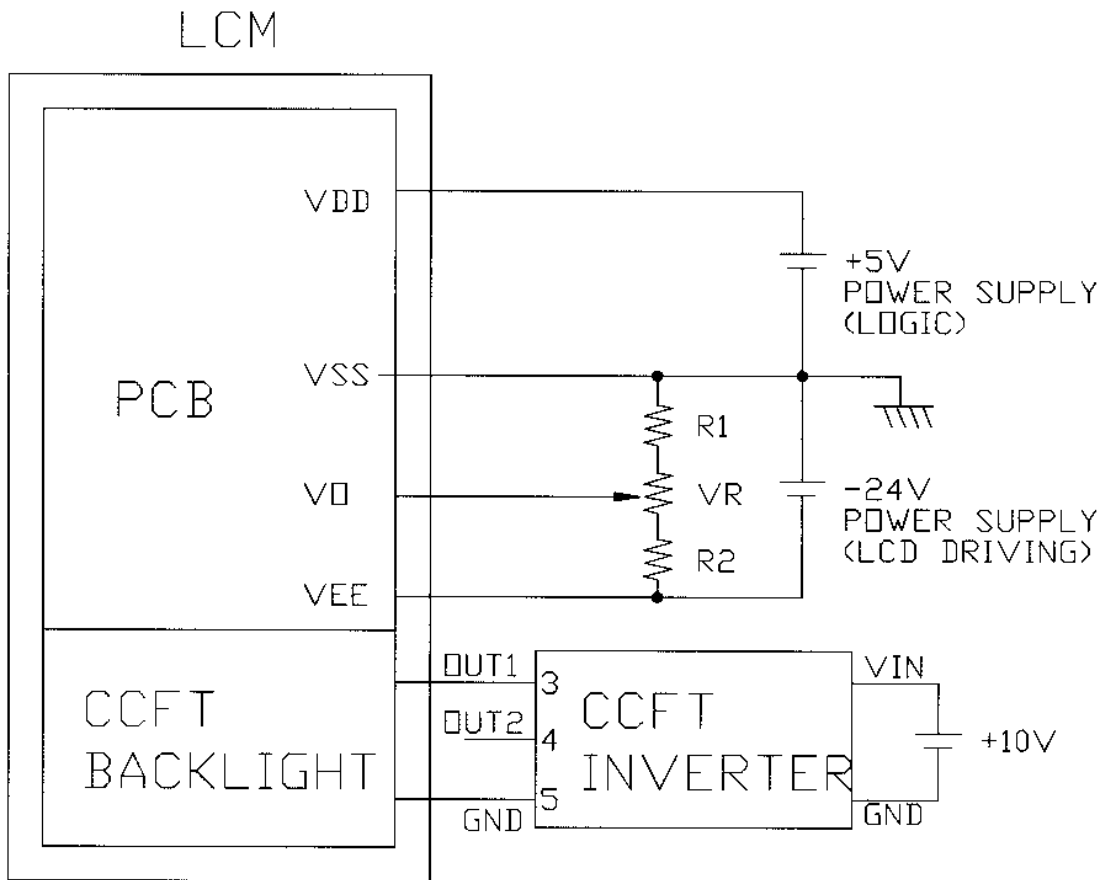 LCM
VDD
+5V
POWER SUPPLY
(LOGIC)
VSS
PCB
R1
VO
VR
-24V
POWER SUPPLY
(LCD DRIVING)
R2
VEE
OUT1
3
VIN
CCFT
BACKLIGHT
OUT2
4
CCFT
INVERTER
+10V
5
GND
GND